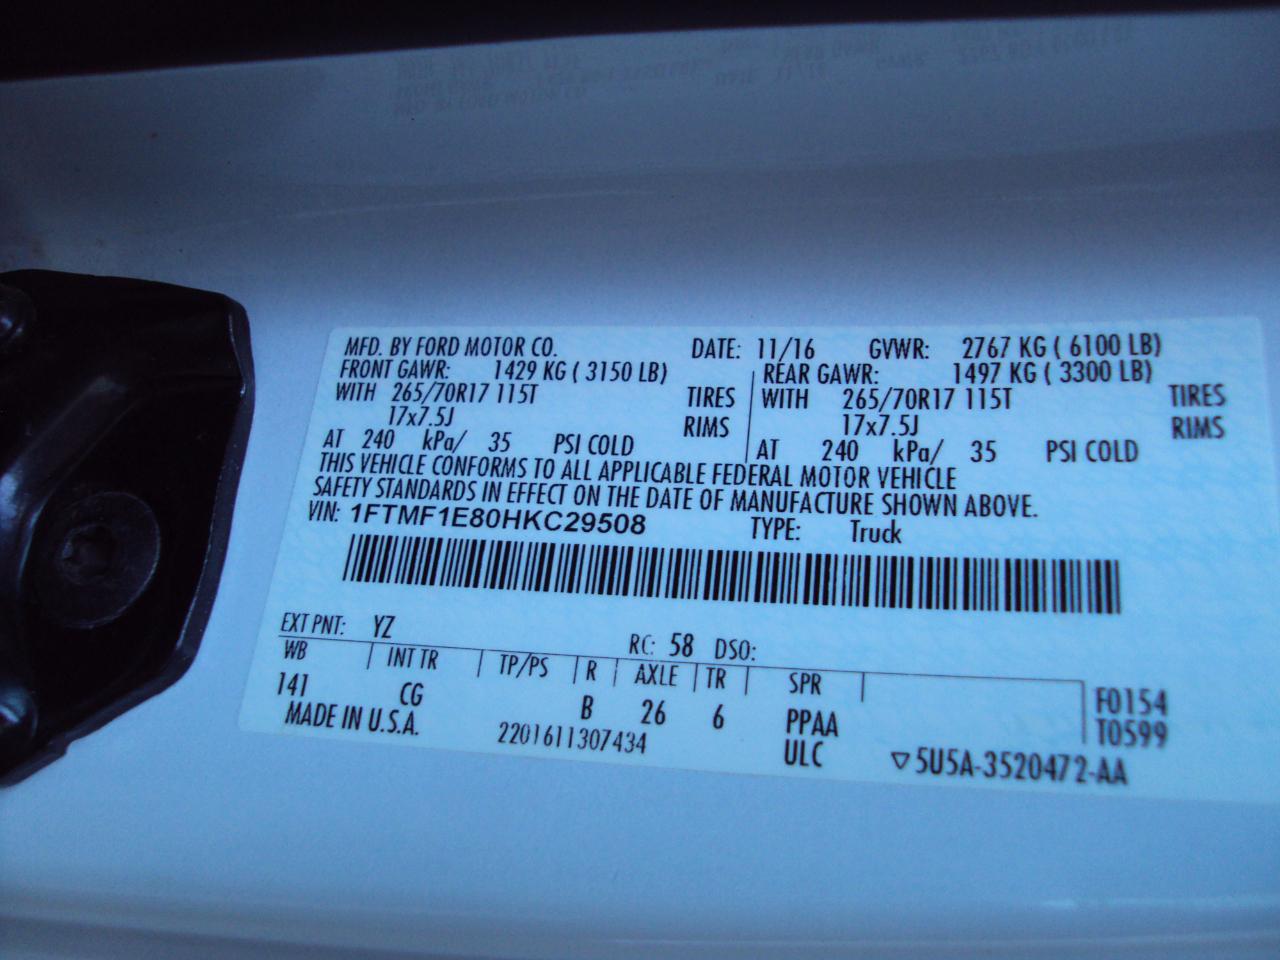 MFD. BY FORD MOTOR CO. DATE: 11/16 GVWR: 2767 KG ( 6100 LB)
FRONT GAWR: 1429 KG ( 3150 LB) REAR GAWR: 1497 KG ( 3300 LB)
WITH 265/70R17 115T TIRES WITH 265/70R17 115T TIRES
17x7.5J RIMS 17x7.5J RIMS
AT 240 kPa/ 35 PSI COLD AT 240 kPa/ 35 PSI COLD
THIS VEHICLE CONFORMS TO ALL APPLICABLE FEDERAL MOTOR VEHICLE
SAFETY STANDARDS IN EFFECT ON THE DATE OF MANUFACTURE SHOWN ABOVE.
VIN: 1FTMF1E80HKC29508 TYPE: Truck
EXT PNT: YZ RC: 58 DSO:
WB INT TR TP/PS R AXLE TR SPR
141 CG B 26 6 PPAA F0154
MADE IN U.S.A. 2201611307434 ULC T0599
▽5U5A-3520472-AA